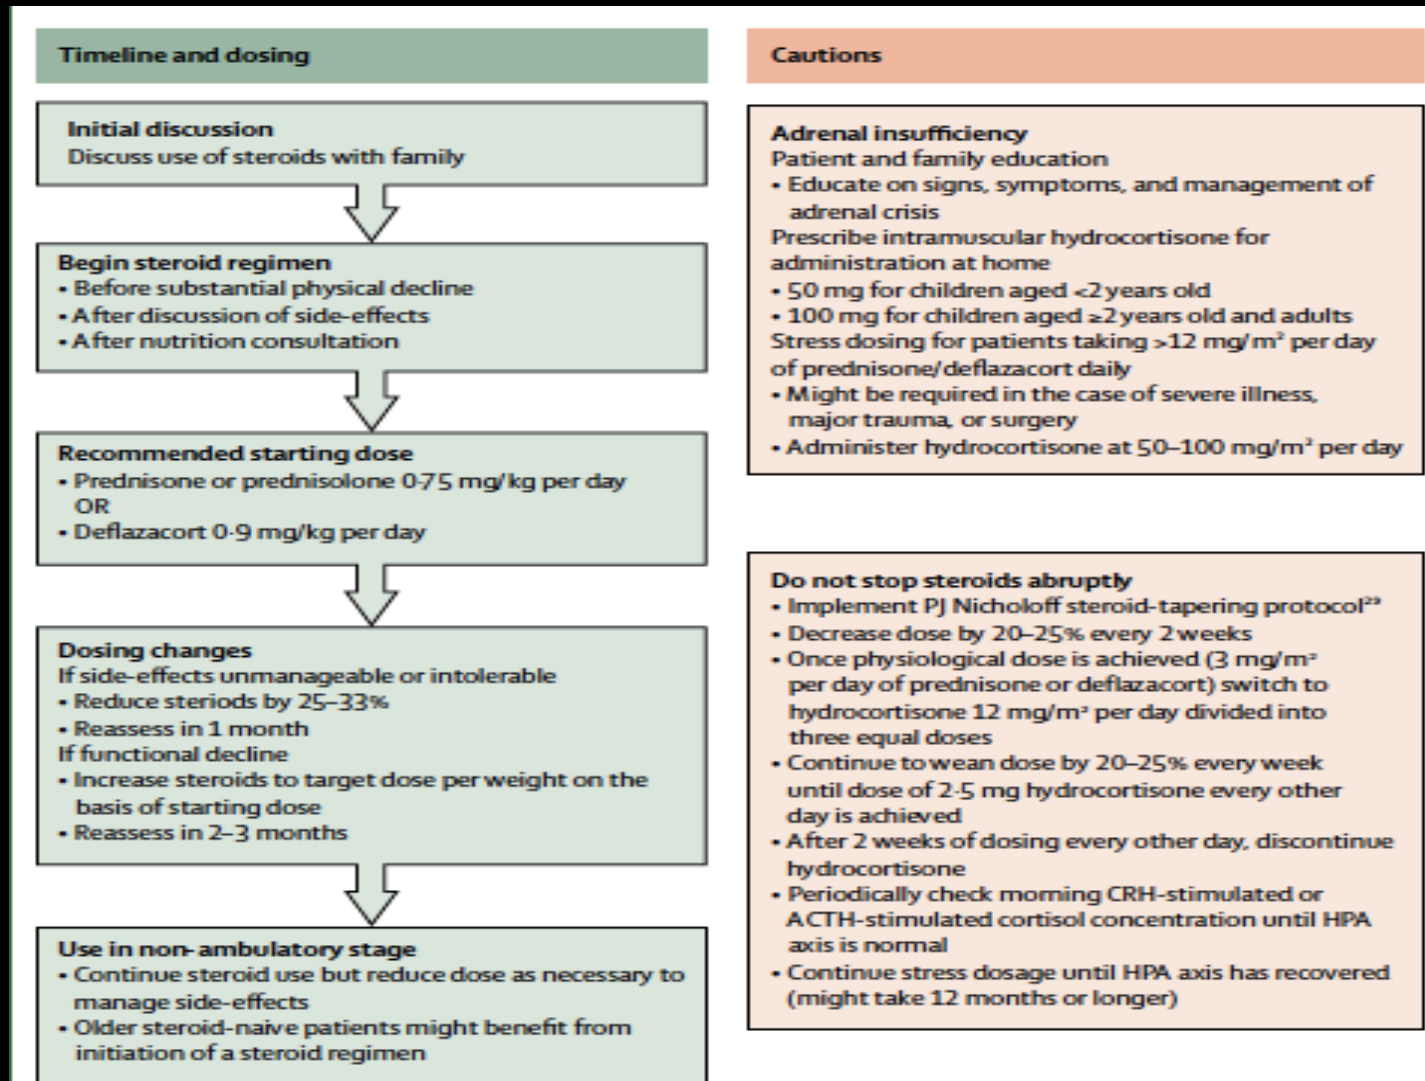 Timeline and dosing
Initial discussion
Discuss use of steroids with family
Begin steroid regimen
• Before substantial physical decline
• After discussion of side-effects
• After nutrition consultation
Recommended starting dose
• Prednisone or prednisolone 0·75 mg/kg per day
OR
• Deflazacort 0·9 mg/kg per day
Dosing changes
If side-effects unmanageable or intolerable
• Reduce steriods by 25–33%
• Reassess in 1 month
If functional decline
• Increase steroids to target dose per weight on the
basis of starting dose
• Reassess in 2–3 months
Use in non-ambulatory stage
• Continue steroid use but reduce dose as necessary to
manage side-effects
• Older steroid-naive patients might benefit from
initiation of a steroid regimen
Cautions
Adrenal insufficiency
Patient and family education
• Educate on signs, symptoms, and management of
adrenal crisis
Prescribe intramuscular hydrocortisone for
administration at home
• 50 mg for children aged <2 years old
• 100 mg for children aged ≥2 years old and adults
Stress dosing for patients taking >12 mg/m² per day
of prednisone/deflazacort daily
• Might be required in the case of severe illness,
major trauma, or surgery
• Administer hydrocortisone at 50–100 mg/m² per day
Do not stop steroids abruptly
• Implement PJ Nicholoff steroid-tapering protocol²⁹
• Decrease dose by 20–25% every 2 weeks
• Once physiological dose is achieved (3 mg/m²
per day of prednisone or deflazacort) switch to
hydrocortisone 12 mg/m² per day divided into
three equal doses
• Continue to wean dose by 20–25% every week
until dose of 2·5 mg hydrocortisone every other
day is achieved
• After 2 weeks of dosing every other day, discontinue
hydrocortisone
• Periodically check morning CRH-stimulated or
ACTH-stimulated cortisol concentration until HPA
axis is normal
• Continue stress dosage until HPA axis has recovered
(might take 12 months or longer)